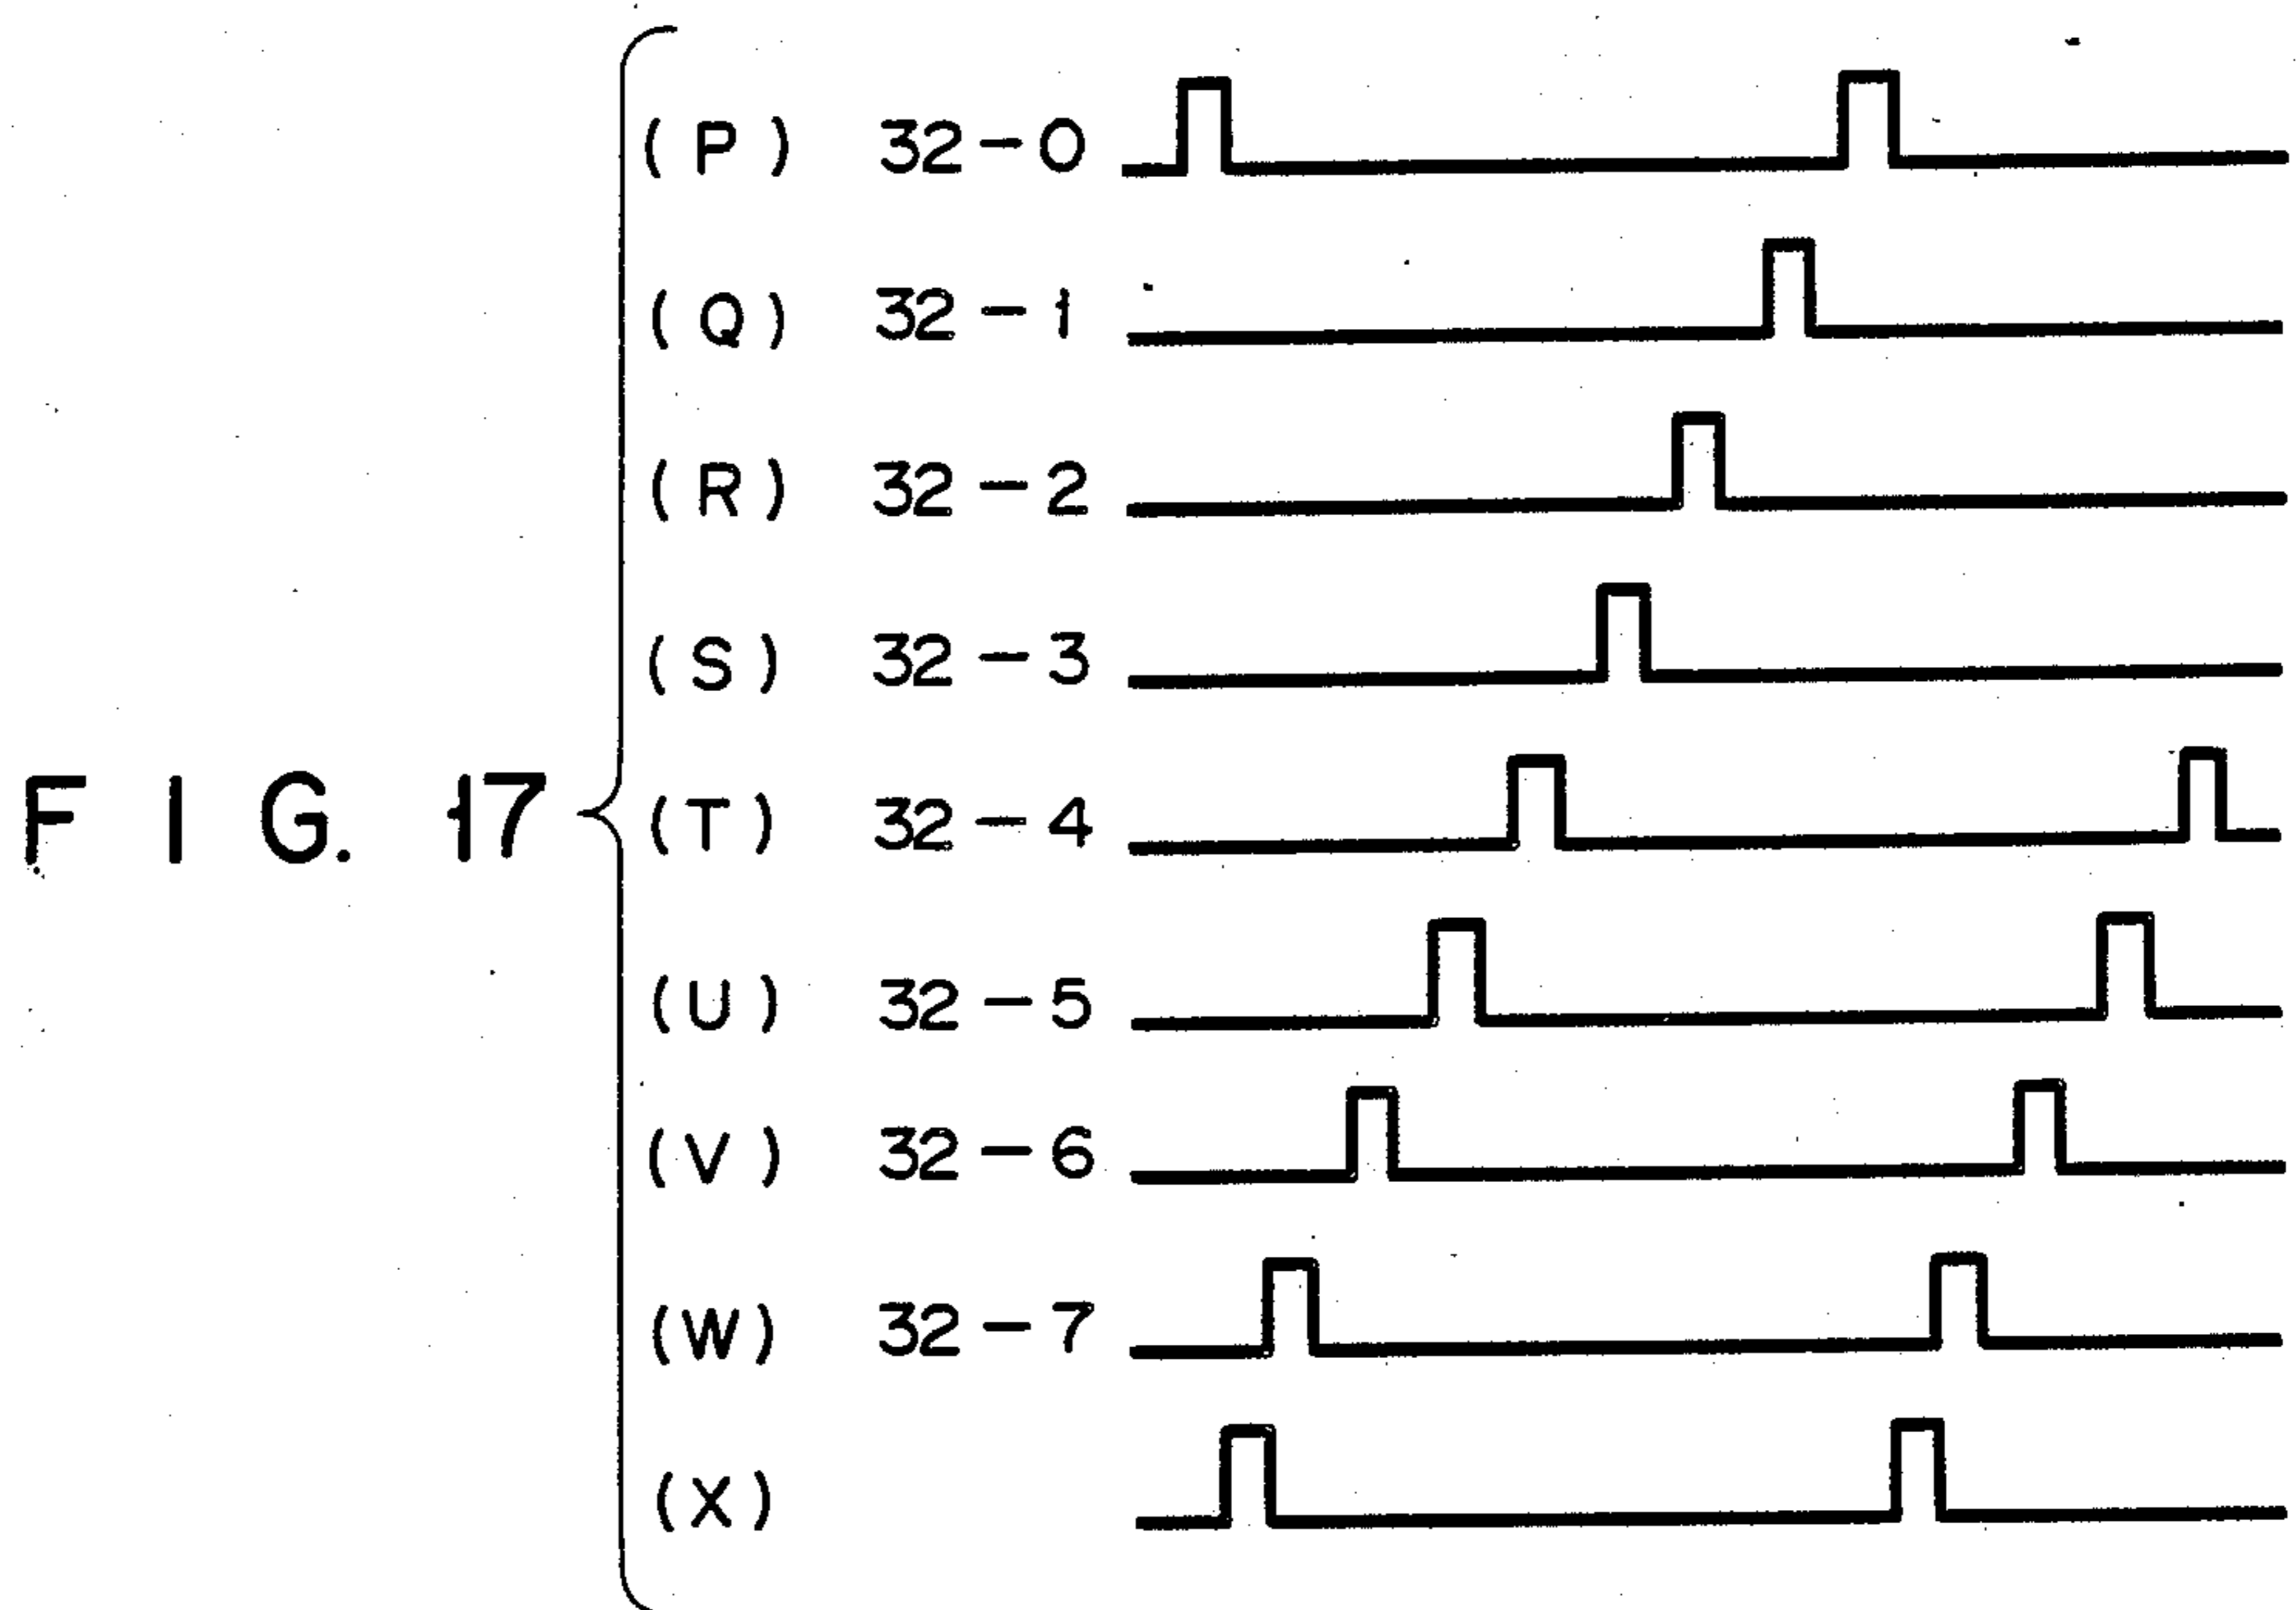 (P) 32-0
(Q) 32-1
(R) 32-2
(S) 32-3
FIG. 17 (T) 32-4
(U) 32-5
(V) 32-6
(W) 32-7
(X)